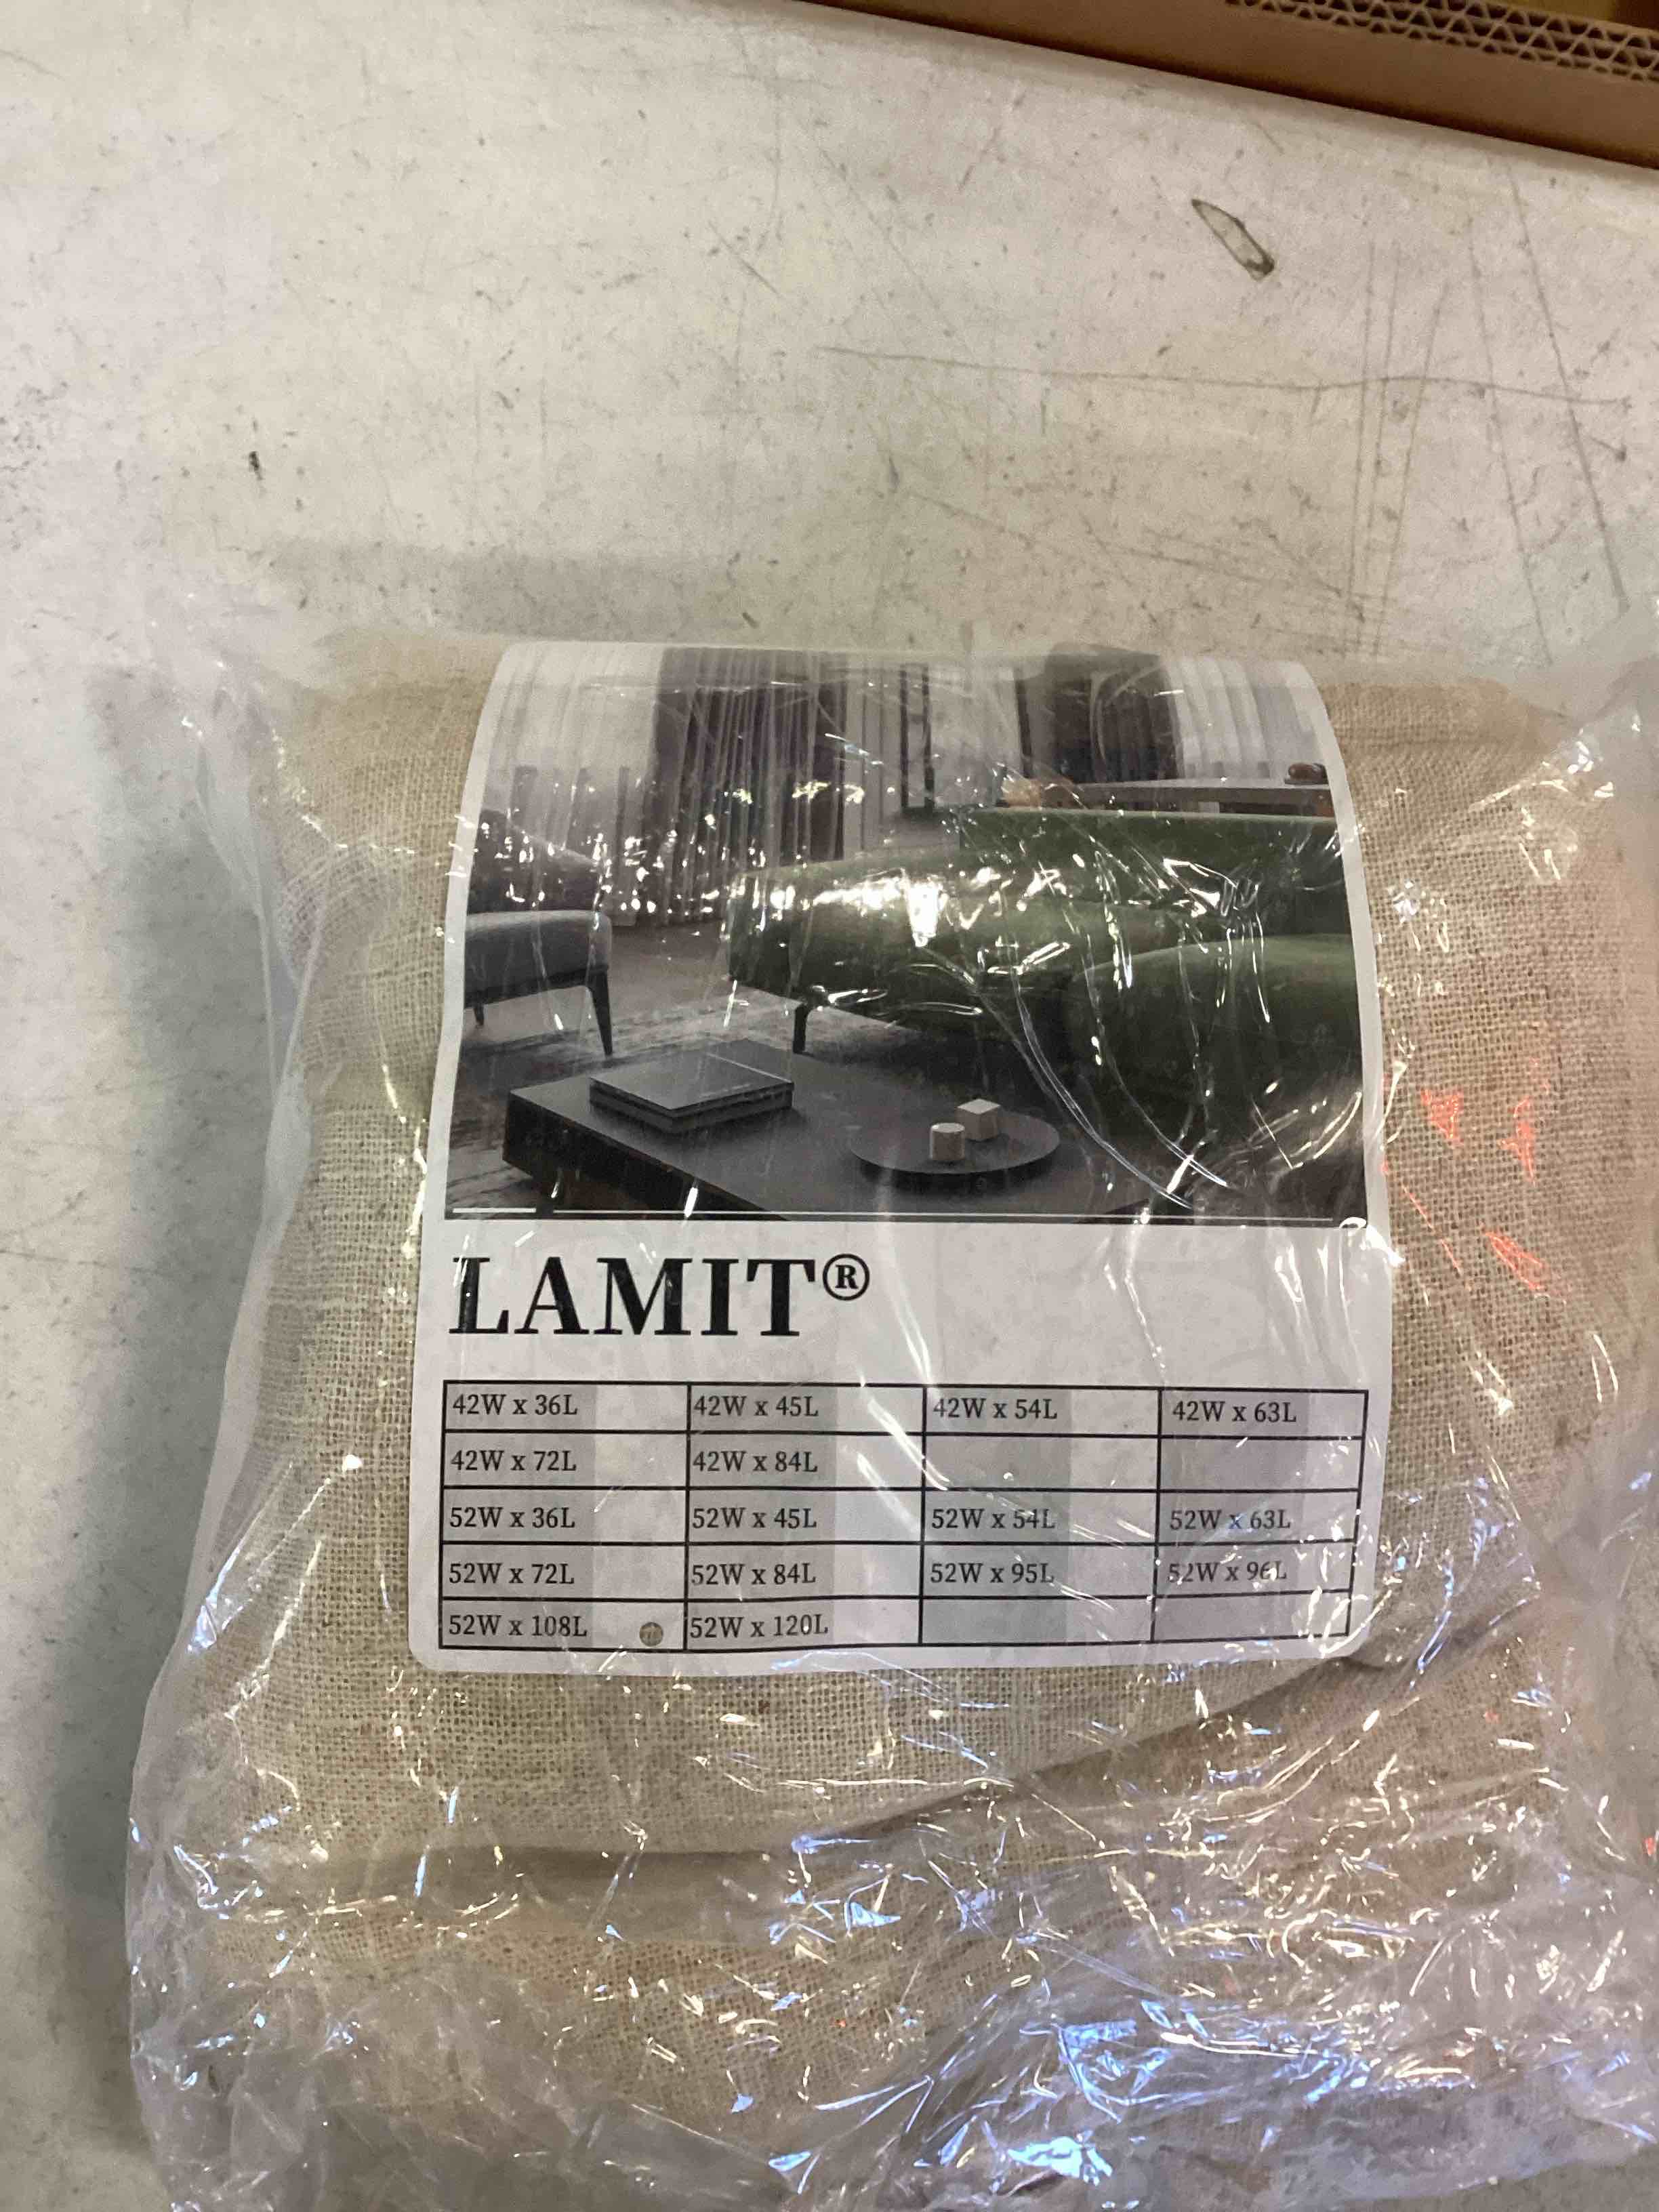 LAMIT®
42W x 36L 42W x 45L 42W x 54L 42W x 63L
42W x 72L 42W x 84L
52W x 36L 52W x 45L 52W x 54L 52W x 63L
52W x 72L 52W x 84L 52W x 95L 52W x 96L
52W x 108L 52W x 120L